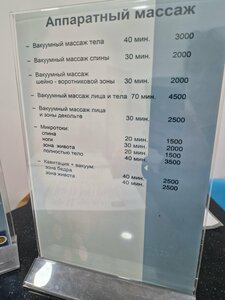 Аппаратный массаж
– Вакуумный массаж тела 40 мин. 3000
– Вакуумный массаж спины 30 мин. 2000
– Вакуумный массаж
шейно - воротниковой зоны 30 мин. 2000
– Вакуумный массаж лица и тела 70 мин. 4500
– Вакуумный массаж лица
и зоны декольте 30 мин. 2500
– Микротоки:
спина 20 мин. 1500
ноги 30 мин. 2000
зона живота 20 мин. 1500
полностью тело 40 мин. 3500
– Кавитация + вакуум:
зона бедра 40 мин. 2500
зона живота 40 мин. 2500